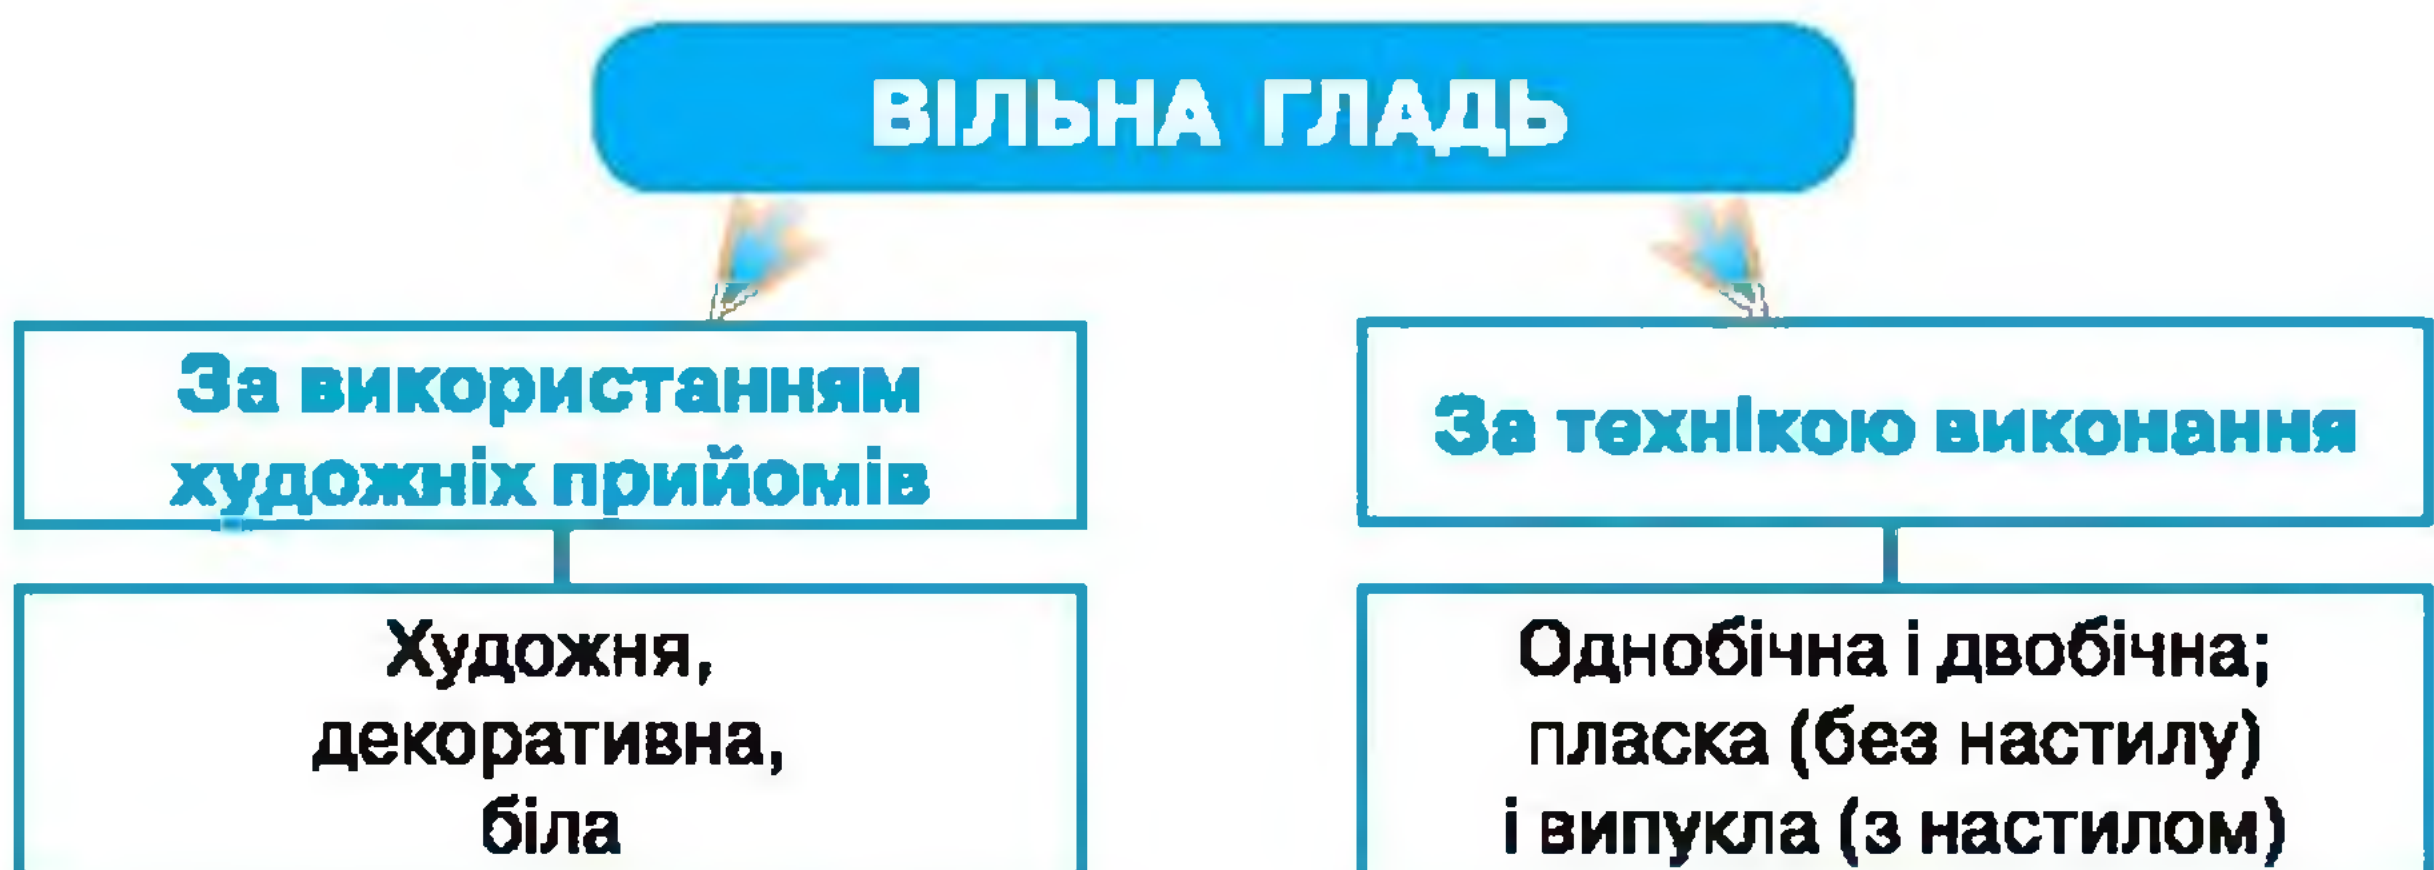 ВІЛЬНА ГЛАДЬ
За використанням
художніх прийомів
За технікою виконання
Художня,
декоративна,
біла
Однобічна і двобічна;
пласка (без настилу)
і випукла (з настилом)